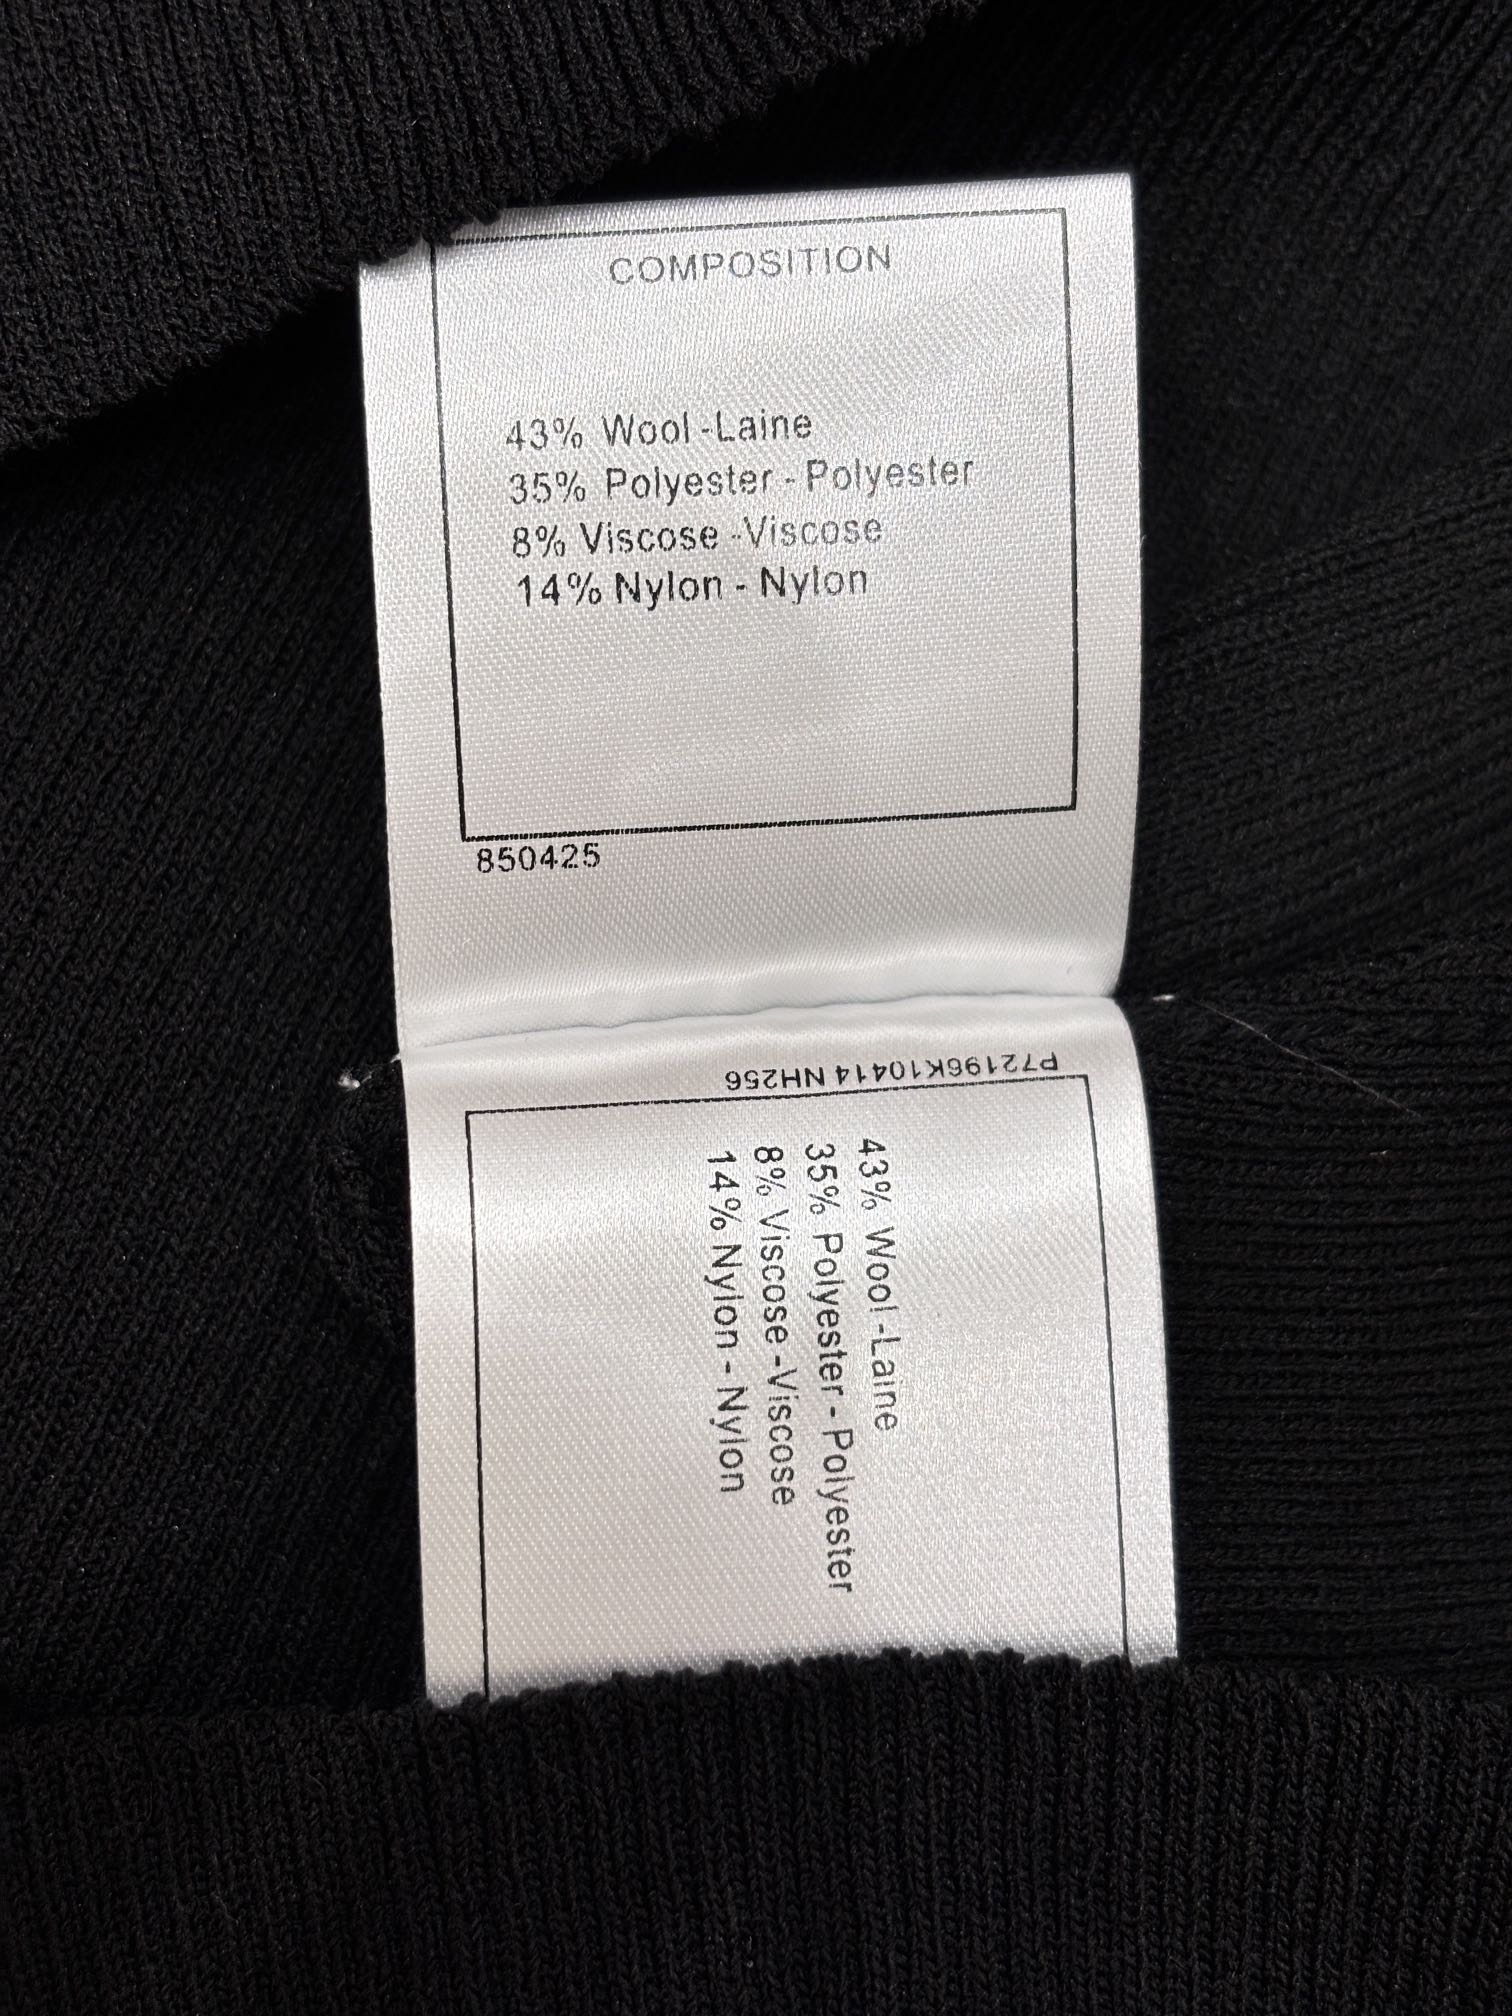 COMPOSITION
43% Wool -Laine
35% Polyester - Polyester
8% Viscose -Viscose
14% Nylon - Nylon
850425
P72196K10414 NH256
43% Wool -Laine
35% Polyester - Polyester
8% Viscose -Viscose
14% Nylon - Nylon